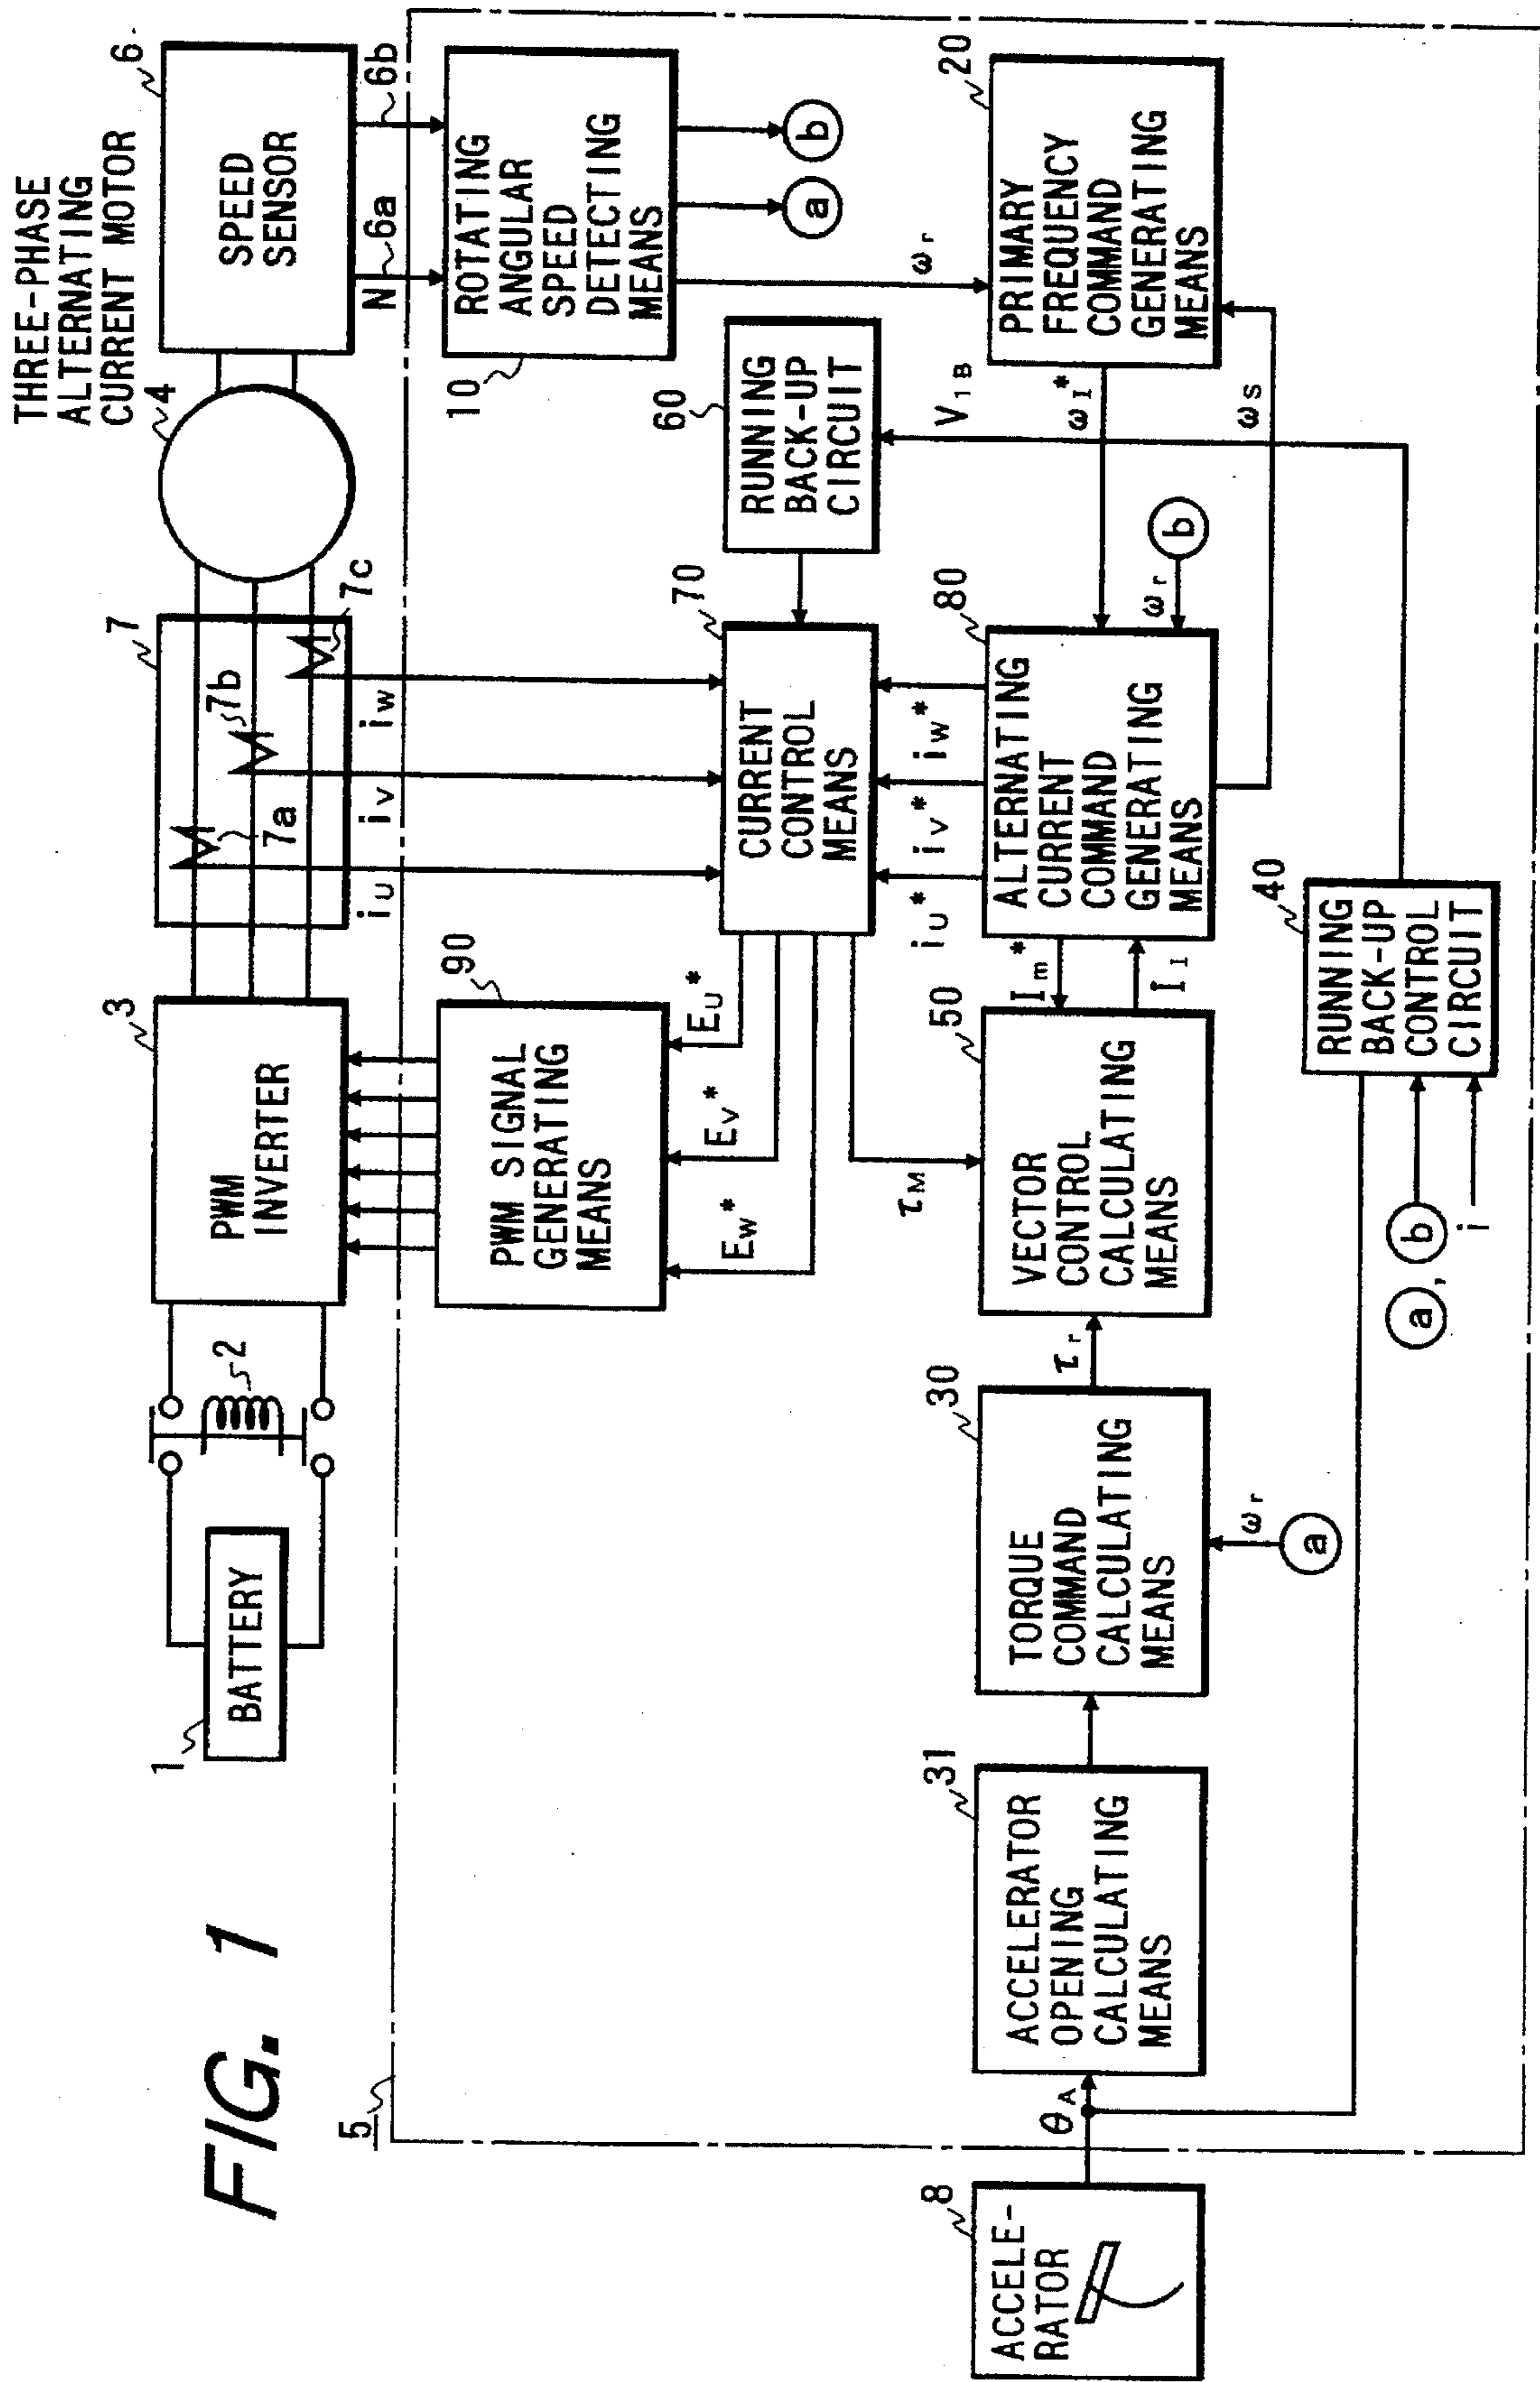 FIG. 1
THREE-PHASE
ALTERNATING
CURRENT MOTOR
1
BATTERY
2
3
PWM
INVERTER
7
7a
7b
7c
4
6
SPEED
SENSOR
iU
iV
iW
N
6a
6b
5
90
PWM SIGNAL
GENERATING
MEANS
10
ROTATING
ANGULAR
SPEED
DETECTING
MEANS
EU*
EV*
EW*
70
CURRENT
CONTROL
MEANS
60
RUNNING
BACK-UP
CIRCUIT
a
b
τM
iU*
iV*
iW*
V1B
ωr
8
ACCELE-
RATOR
θA
31
ACCELERATOR
OPENING
CALCULATING
MEANS
30
TORQUE
COMMAND
CALCULATING
MEANS
τr
50
VECTOR
CONTROL
CALCULATING
MEANS
Im*
I1
80
ALTERNATING
CURRENT
COMMAND
GENERATING
MEANS
ωI*
ωr
b
20
PRIMARY
FREQUENCY
COMMAND
GENERATING
MEANS
ωr
a
ωS
40
RUNNING
BACK-UP
CONTROL
CIRCUIT
a, b
i